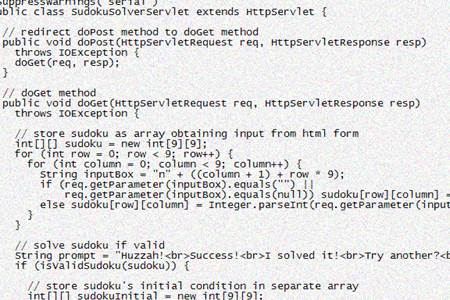 SuppressWarnings("serial")
public class SudokuSolverServlet extends HttpServlet {
// redirect doPost method to doGet method
public void doPost(HttpServletRequest req, HttpServletResponse resp)
throws IOException {
doGet(req, resp);
}
// doGet method
public void doGet(HttpServletRequest req, HttpServletResponse resp)
throws IOException {
// store sudoku as array obtaining input from html form
int[][] sudoku = new int[9][9];
for (int row = 0; row < 9; row++) {
for (int column = 0; column < 9; column++) {
String inputBox = "n" + ((column + 1) + row * 9);
if (req.getParameter(inputBox).equals("") ||
req.getParameter(inputBox).equals(null)) sudoku[row][column] =
else sudoku[row][column] = Integer.parseInt(req.getParameter(input
}
}
// solve sudoku if valid
String prompt = "Huzzah!<br>Success!<br>I solved it!<br>Try another?<b
if (isValidSudoku(sudoku)) {
// store sudoku's initial condition in separate array
int[][] sudokuInitial = new int[9][9];